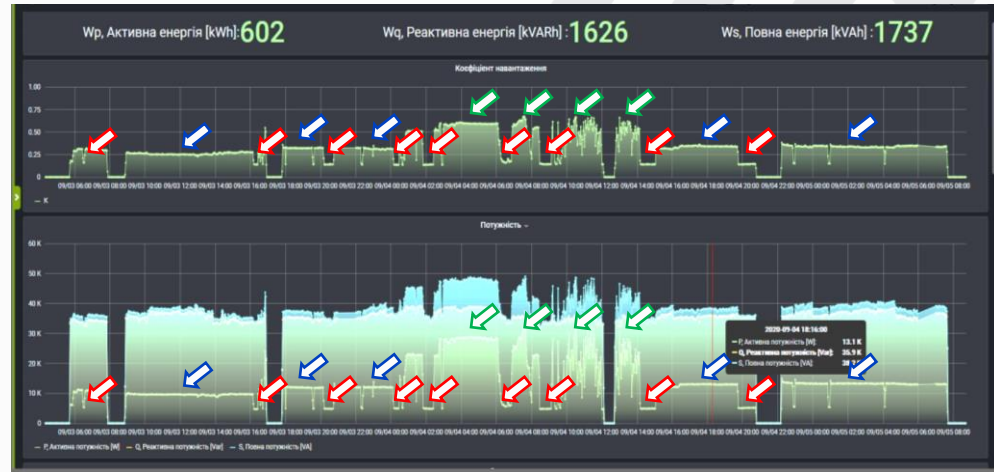 Wp, Активна енергія [kWh]:602
Wq, Реактивна енергія [kVARh] :1626
Ws, Повна енергія [kVAh] :1737
Коефіцієнт навантаження
1.00
0.75
0.50
0.25
0
09/03 06:00 09/03 08:00 09/03 10:00 09/03 12:00 09/03 14:00 09/03 16:00 09/03 18:00 09/03 20:00 09/03 22:00 09/04 00:00 09/04 02:00 09/04 04:00 09/04 06:00 09/04 08:00 09/04 10:00 09/04 12:00 09/04 14:00 09/04 16:00 09/04 18:00 09/04 20:00 09/04 22:00 09/05 00:00 09/05 02:00 09/05 04:00 09/05 06:00 09/05 08:00
— K
Потужність
60 K
50 K
40 K
30 K
20 K
10 K
0
2020-09-04 18:16:00
— P, Активна потужність [W]: 13.1 K
— Q, Реактивна потужність [Var]: 35.9 K
— S, Повна потужність [VA]:
09/03 06:00 09/03 08:00 09/03 10:00 09/03 12:00 09/03 14:00 09/03 16:00 09/03 18:00 09/03 20:00 09/03 22:00 09/04 00:00 09/04 02:00 09/04 04:00 09/04 06:00 09/04 08:00 09/04 10:00 09/04 12:00 09/04 14:00 09/04 16:00 09/04 18:00 09/04 20:00 09/04 22:00 09/05 00:00 09/05 02:00 09/05 04:00 09/05 06:00 09/05 08:00
— P, Активна потужність [W] — Q, Реактивна потужність [Var] — S, Повна потужність [VA]